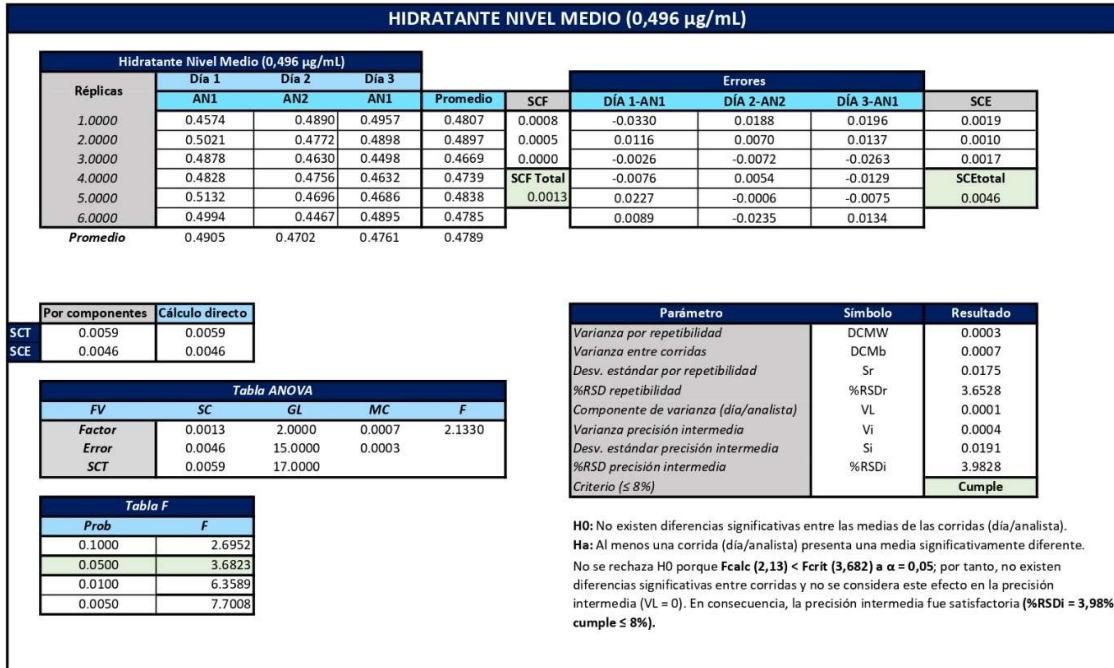 HIDRATANTE NIVEL MEDIO (0,496 µg/mL)
Hidratante Nivel Medio (0,496 µg/mL)
Réplicas Día 1 Día 2 Día 3 Errores
AN1 AN2 AN1 Promedio SCF DÍA 1-AN1 DÍA 2-AN2 DÍA 3-AN1 SCE
1.0000 0.4574 0.4890 0.4957 0.4807 0.0008 -0.0330 0.0188 0.0196 0.0019
2.0000 0.5021 0.4772 0.4898 0.4897 0.0005 0.0116 0.0070 0.0137 0.0010
3.0000 0.4878 0.4630 0.4498 0.4669 0.0000 -0.0026 -0.0072 -0.0263 0.0017
4.0000 0.4828 0.4756 0.4632 0.4739 SCF Total -0.0076 0.0054 -0.0129 SCEtotal
5.0000 0.5132 0.4696 0.4686 0.4838 0.0013 0.0227 -0.0006 -0.0075 0.0046
6.0000 0.4994 0.4467 0.4895 0.4785 0.0089 -0.0235 0.0134
Promedio 0.4905 0.4702 0.4761 0.4789
Por componentes Cálculo directo
SCT 0.0059 0.0059
SCE 0.0046 0.0046
Tabla ANOVA
FV SC GL MC F
Factor 0.0013 2.0000 0.0007 2.1330
Error 0.0046 15.0000 0.0003
SCT 0.0059 17.0000
Tabla F
Prob F
0.1000 2.6952
0.0500 3.6823
0.0100 6.3589
0.0050 7.7008
Parámetro Símbolo Resultado
Varianza por repetibilidad DCMW 0.0003
Varianza entre corridas DCMb 0.0007
Desv. estándar por repetibilidad Sr 0.0175
%RSD repetibilidad %RSDr 3.6528
Componente de varianza (día/analista) VL 0.0001
Varianza precisión intermedia Vi 0.0004
Desv. estándar precisión intermedia Si 0.0191
%RSD precisión intermedia %RSDi 3.9828
Criterio (≤ 8%) Cumple
H0: No existen diferencias significativas entre las medias de las corridas (día/analista).
Ha: Al menos una corrida (día/analista) presenta una media significativamente diferente.
No se rechaza H0 porque Fcalc (2,13) < Fcrit (3,682) a α = 0,05; por tanto, no existen
diferencias significativas entre corridas y no se considera este efecto en la precisión
intermedia (VL = 0). En consecuencia, la precisión intermedia fue satisfactoria (%RSDi = 3,98%
cumple ≤ 8%).